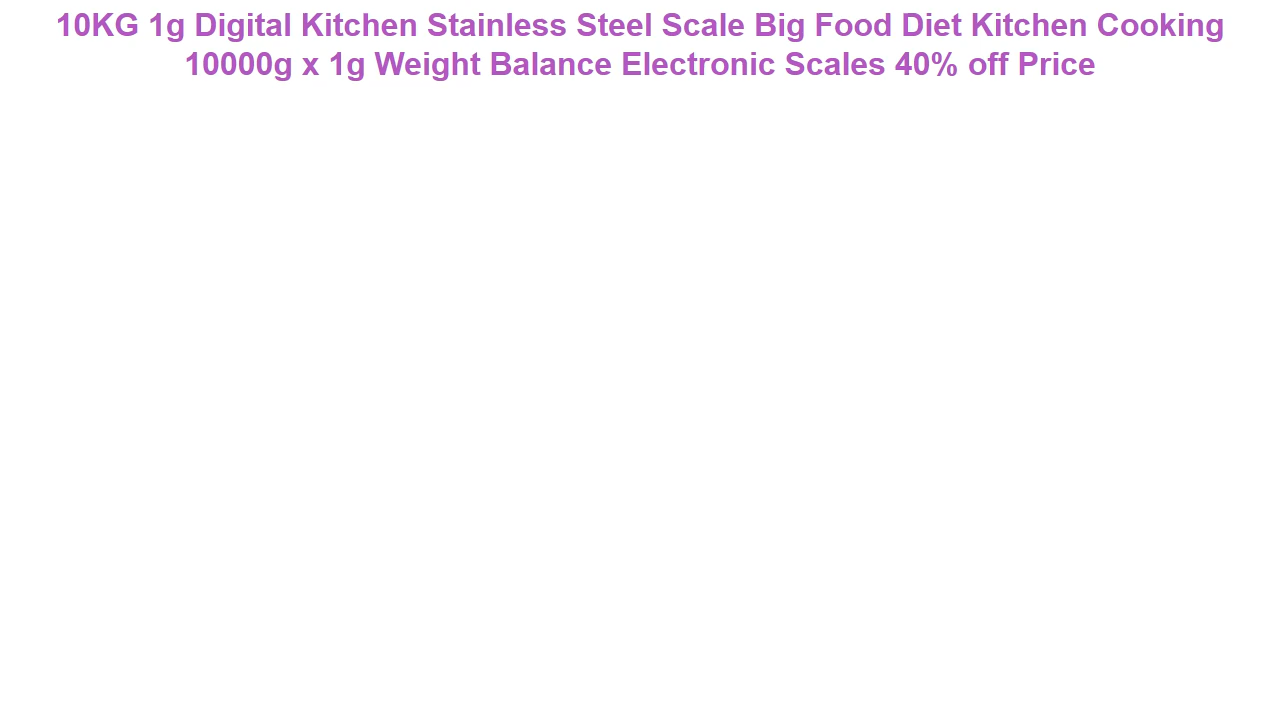 10KG 1g Digital Kitchen Stainless Steel Scale Big Food Diet Kitchen Cooking
10000g x 1g Weight Balance Electronic Scales 40% off Price